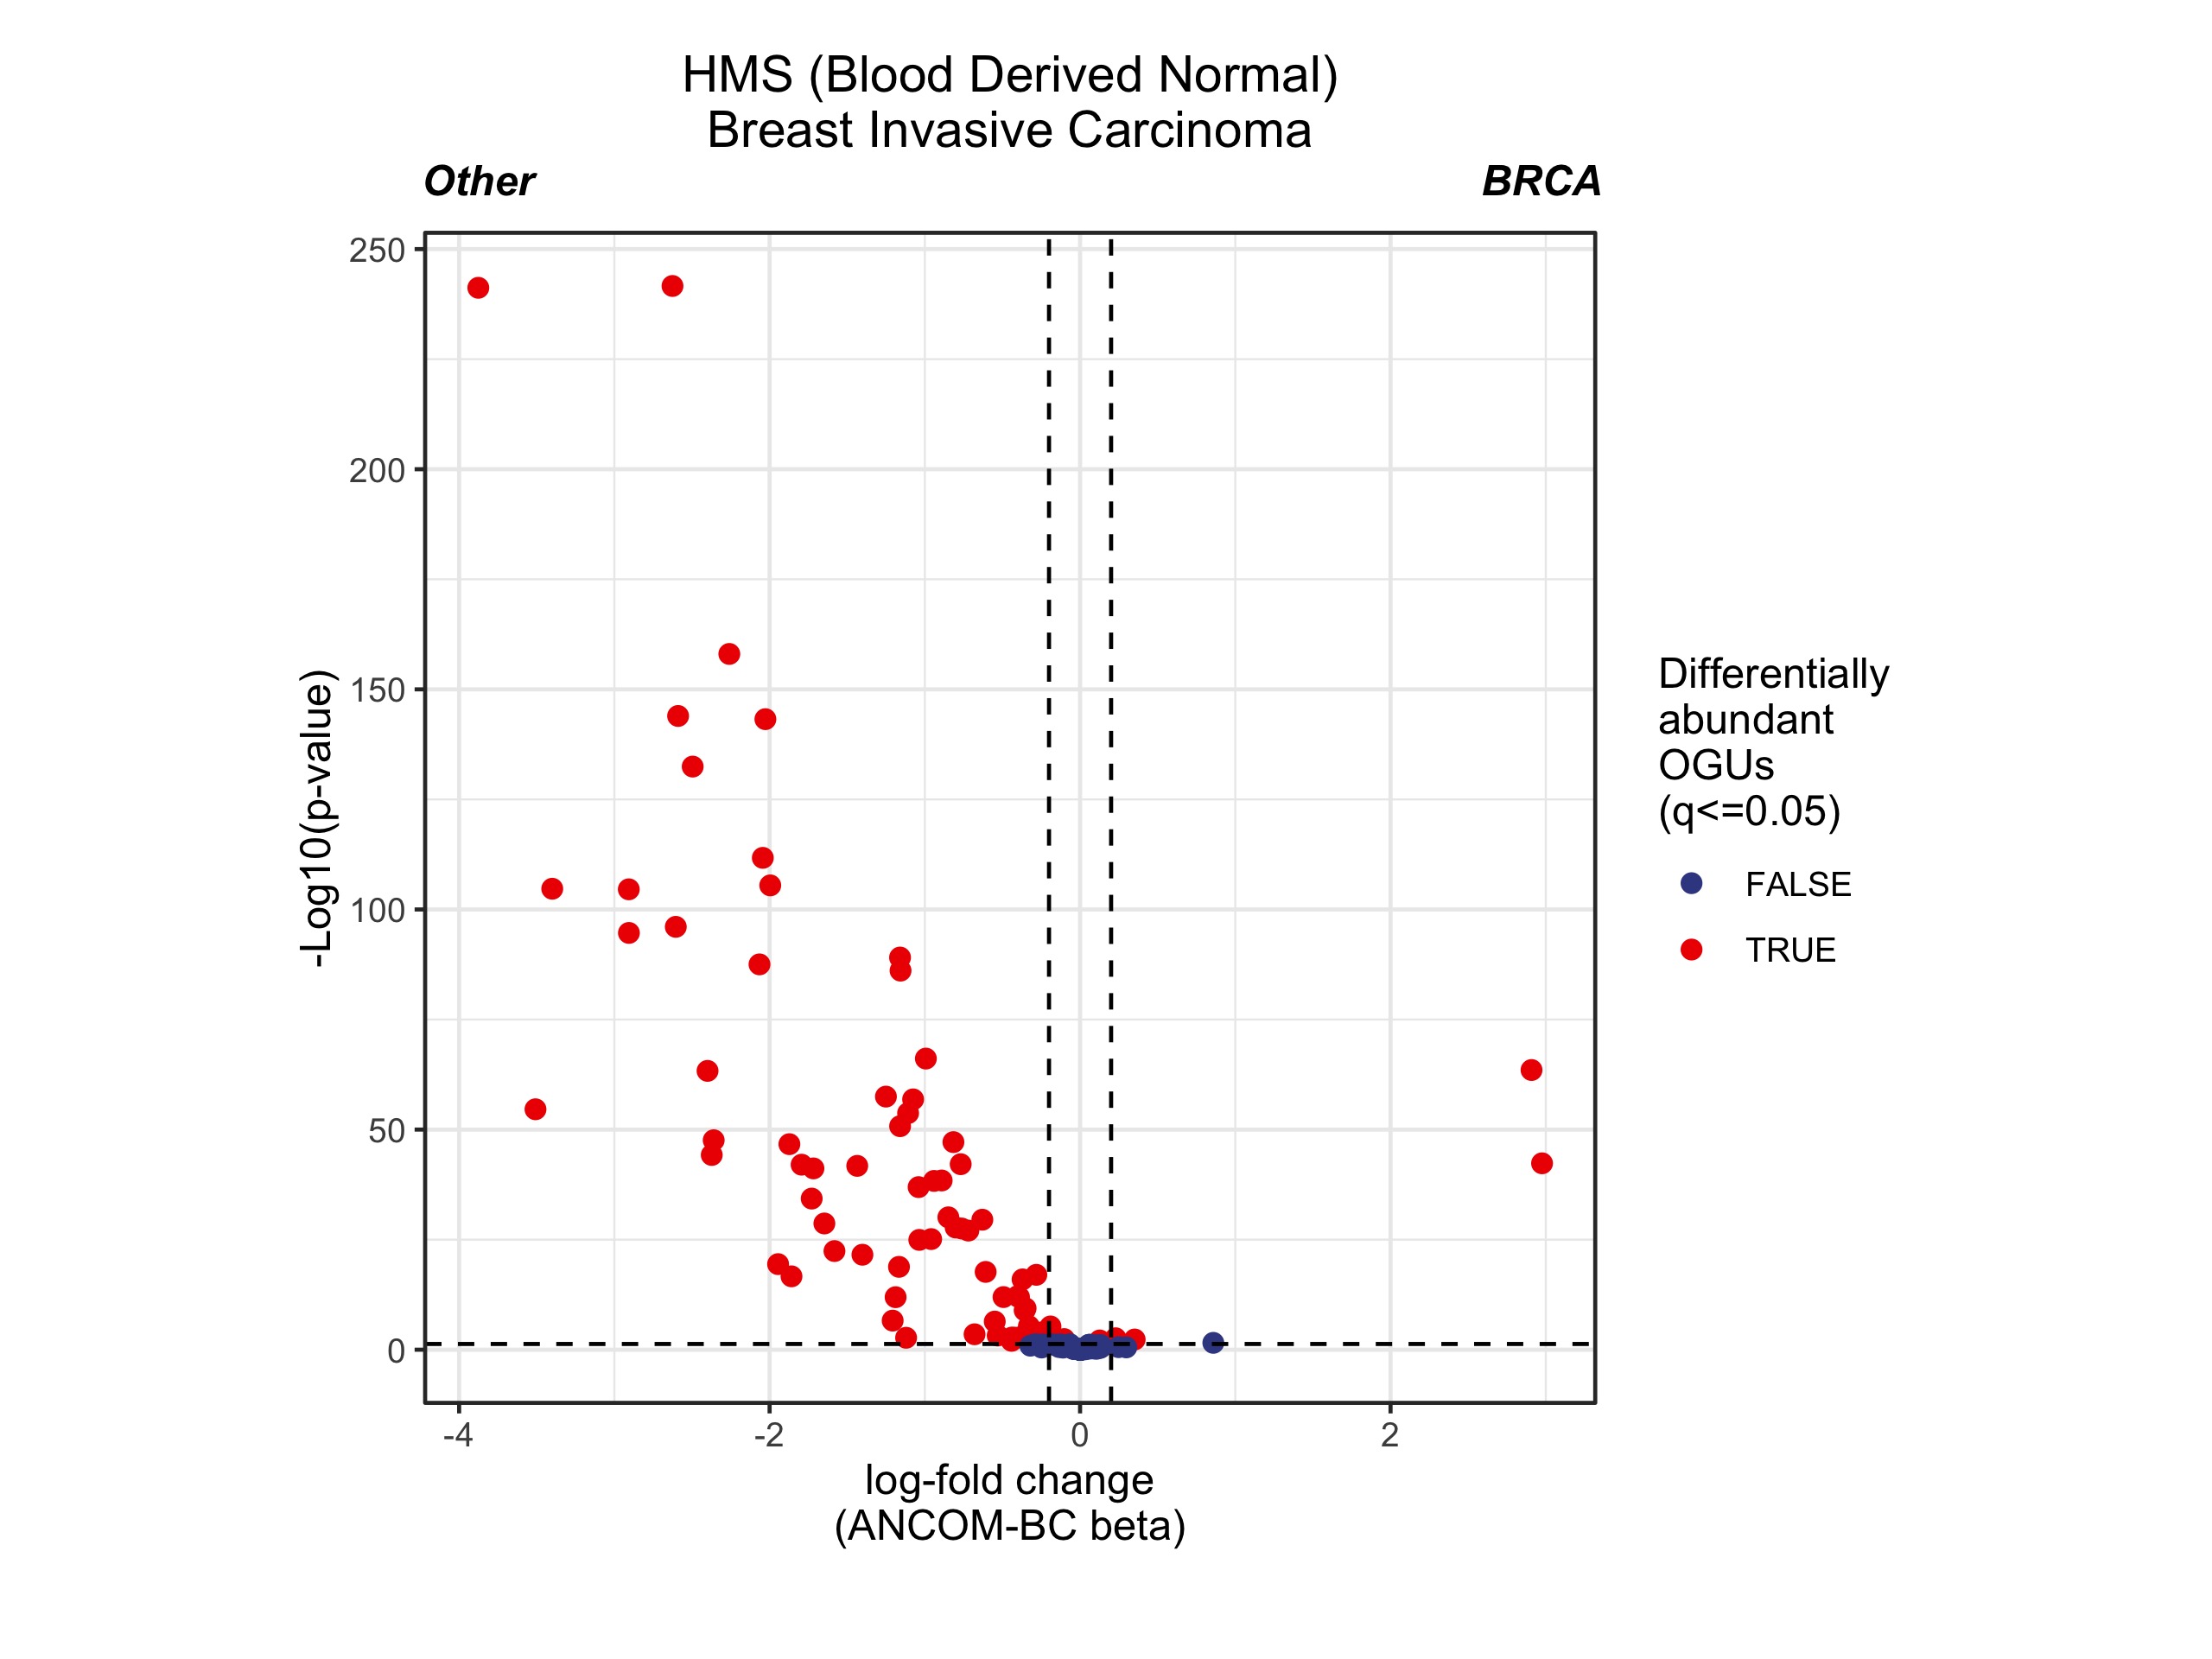 HMS (Blood Derived Normal)
Breast Invasive Carcinoma
Other
BRCA
250
200
150
100
50
0
-Log10(p-value)
-4
-2
0
2
log-fold change
(ANCOM-BC beta)
Differentially
abundant
OGUs
(q<=0.05)
FALSE
TRUE